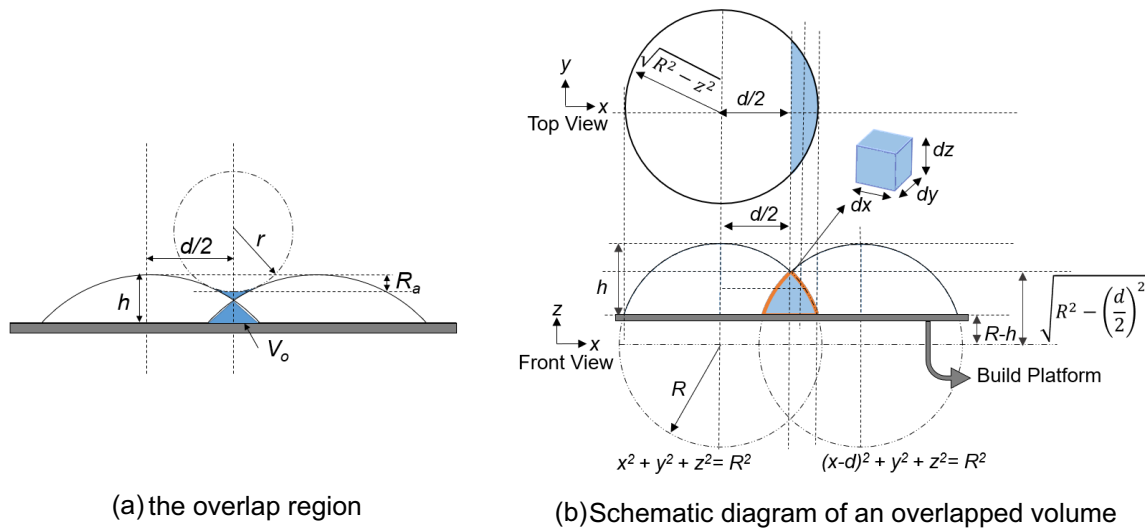 d/2
r
h
R_a
V_o
(a) the overlap region
y
x
Top View
√(R² − z²)
d/2
dz
dy
dx
d/2
h
z
x
Front View
R
R-h
√(R² − (d/2)²)
Build Platform
x² + y² + z²= R²
(x-d)² + y² + z²= R²
(b) Schematic diagram of an overlapped volume